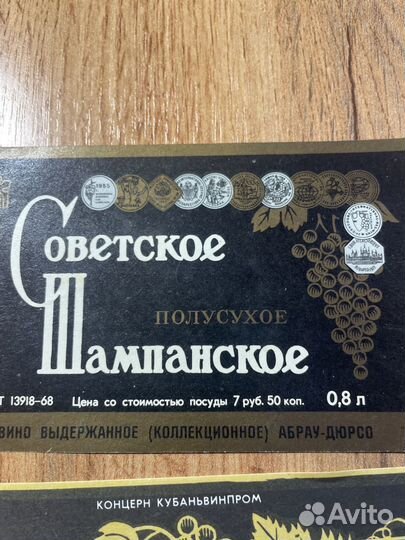 1955
Советское
ПОЛУСУХОЕ
Шампанское
Т 13918-68 Цена со стоимостью посуды 7 руб. 50 коп. 0,8 л
ВИНО ВЫДЕРЖАННОЕ (КОЛЛЕКЦИОННОЕ) АБРАУ-ДЮРСО
КОНЦЕРН КУБАНЬВИНПРОМ
Avito